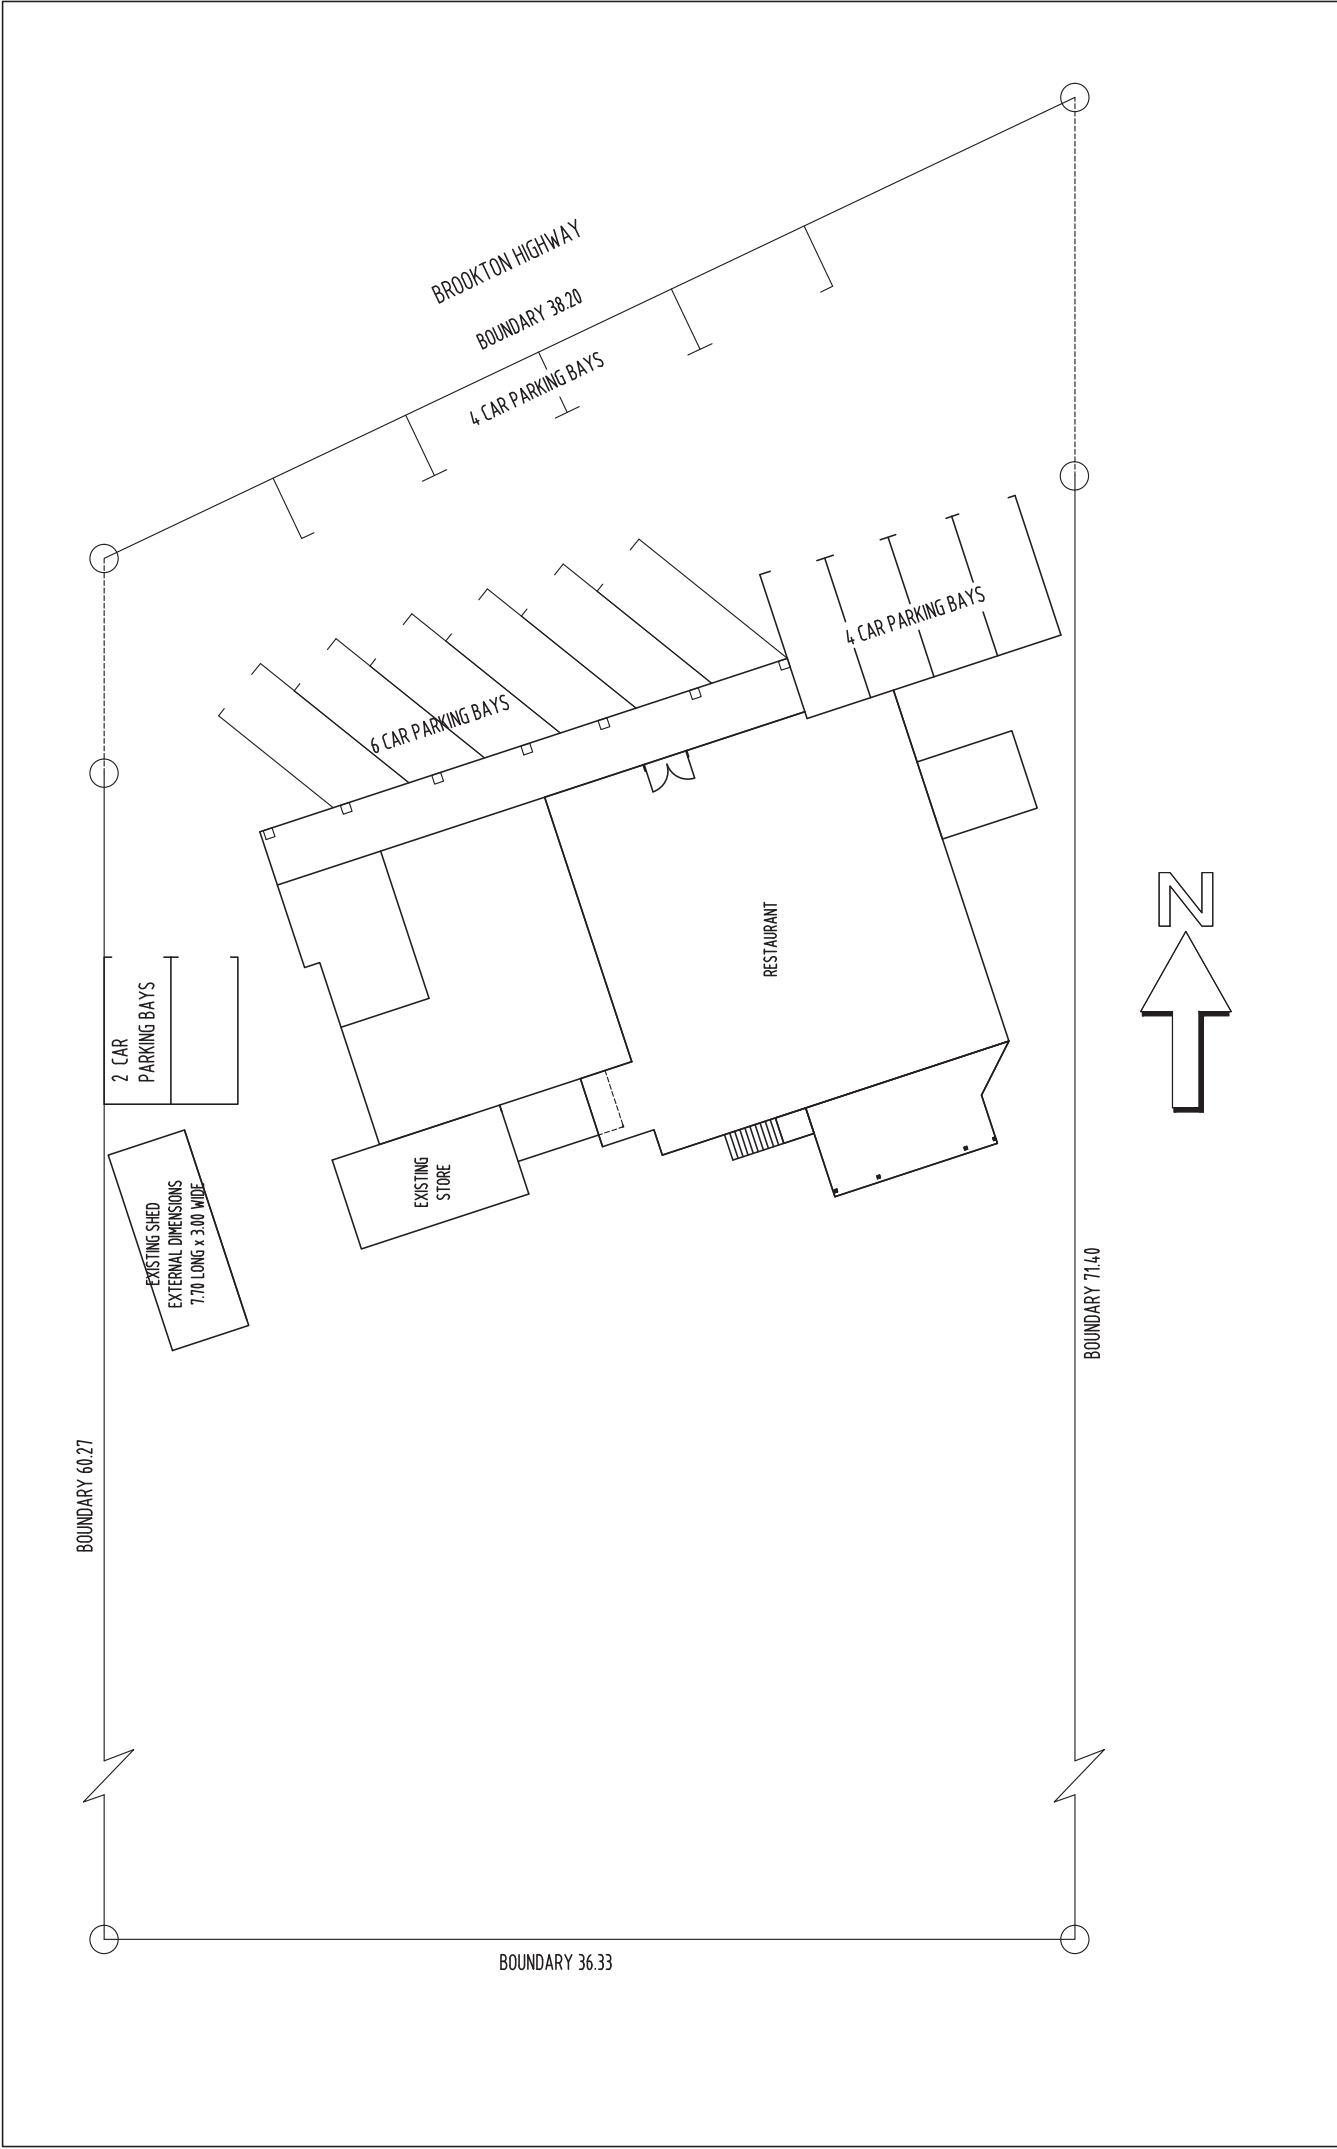 BROOKTON HIGHWAY
BOUNDARY 38.20
4 CAR PARKING BAYS
4 CAR PARKING BAYS
6 CAR PARKING BAYS
N
RESTAURANT
2 CAR
PARKING BAYS
EXISTING
STORE
EXISTING SHED
EXTERNAL DIMENSIONS
7.70 LONG x 3.00 WIDE
BOUNDARY 71.40
BOUNDARY 60.27
BOUNDARY 36.33